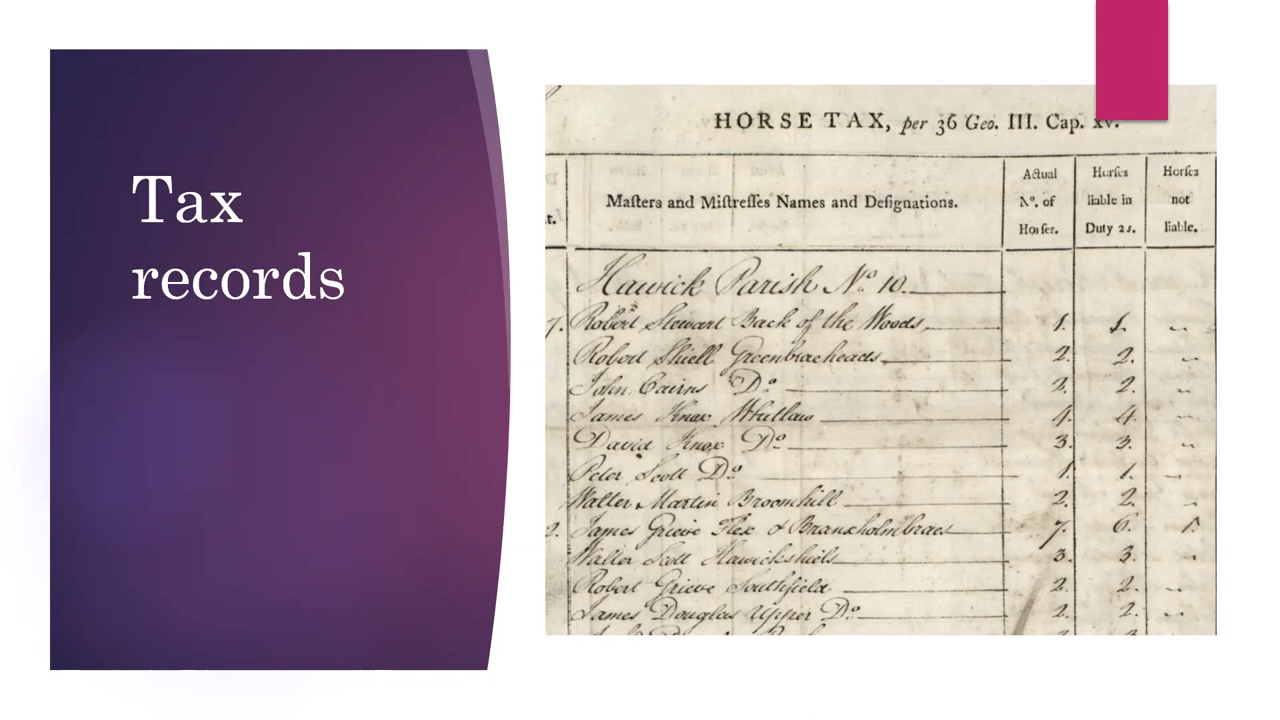 Tax
records
HORSE TAX, per 36 Geo. III. Cap. xv.
t.
Maſters and Miſtreſſes Names and Deſignations.
Actual
Nº. of
Horſes.
Horſes
liable in
Duty 2s.
Horſes
not
liable.
Hawick Parish Nº 10.
7. Robert Stewart Back of the Woods 1. 1. "
Robert Shiell Greenbraeheads 2. 2. "
John Cairns Dº 2. 2. "
James Knox Whitlaw 4. 4. "
David Knox Dº 3. 3. "
Peter Scott Dº 1. 1. "
Walter Martin Broomhill 2. 2. "
2. James Grieve Flex & Branxholmbraes 7. 6. 1.
Walter Scott Hawickshiels 3. 3. "
Robert Grieve Southfield 2. 2. "
James Douglas Upper Dº 2. 2. "